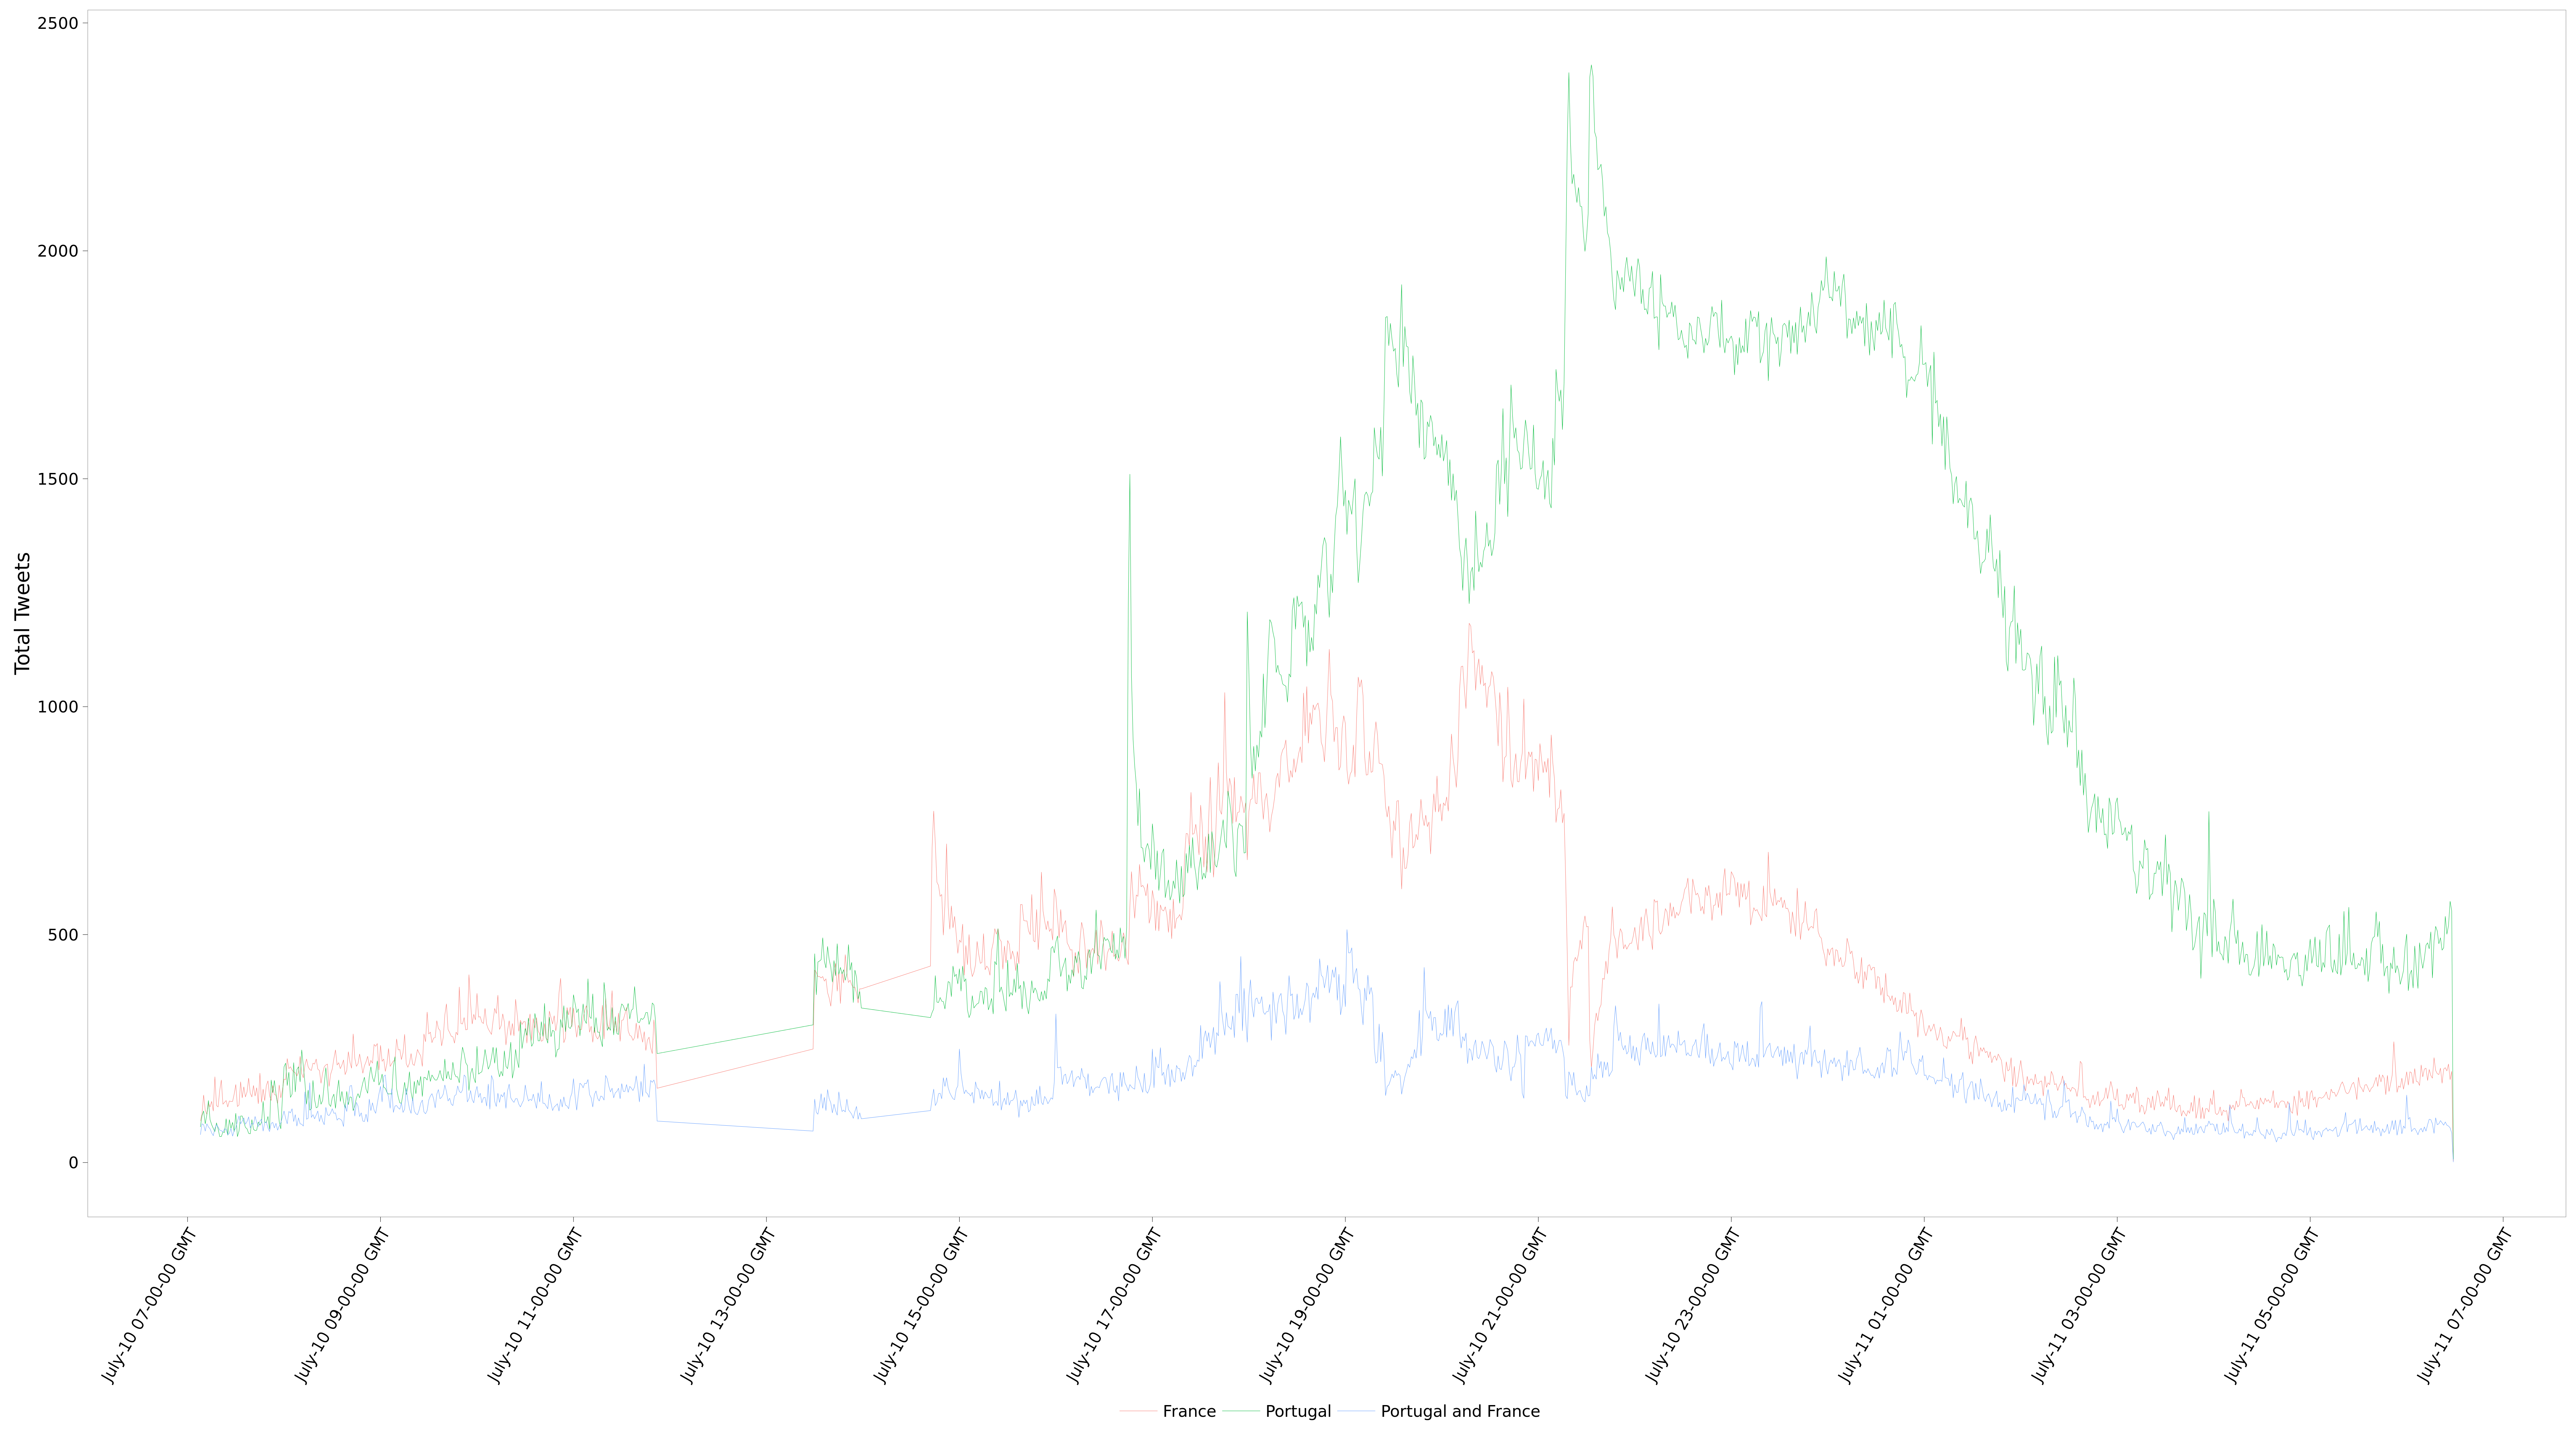 Total Tweets
2500
2000
1500
1000
500
0
July-10 07-00-00 GMT
July-10 09-00-00 GMT
July-10 11-00-00 GMT
July-10 13-00-00 GMT
July-10 15-00-00 GMT
July-10 17-00-00 GMT
July-10 19-00-00 GMT
July-10 21-00-00 GMT
July-10 23-00-00 GMT
July-11 01-00-00 GMT
July-11 03-00-00 GMT
July-11 05-00-00 GMT
July-11 07-00-00 GMT
France Portugal Portugal and France